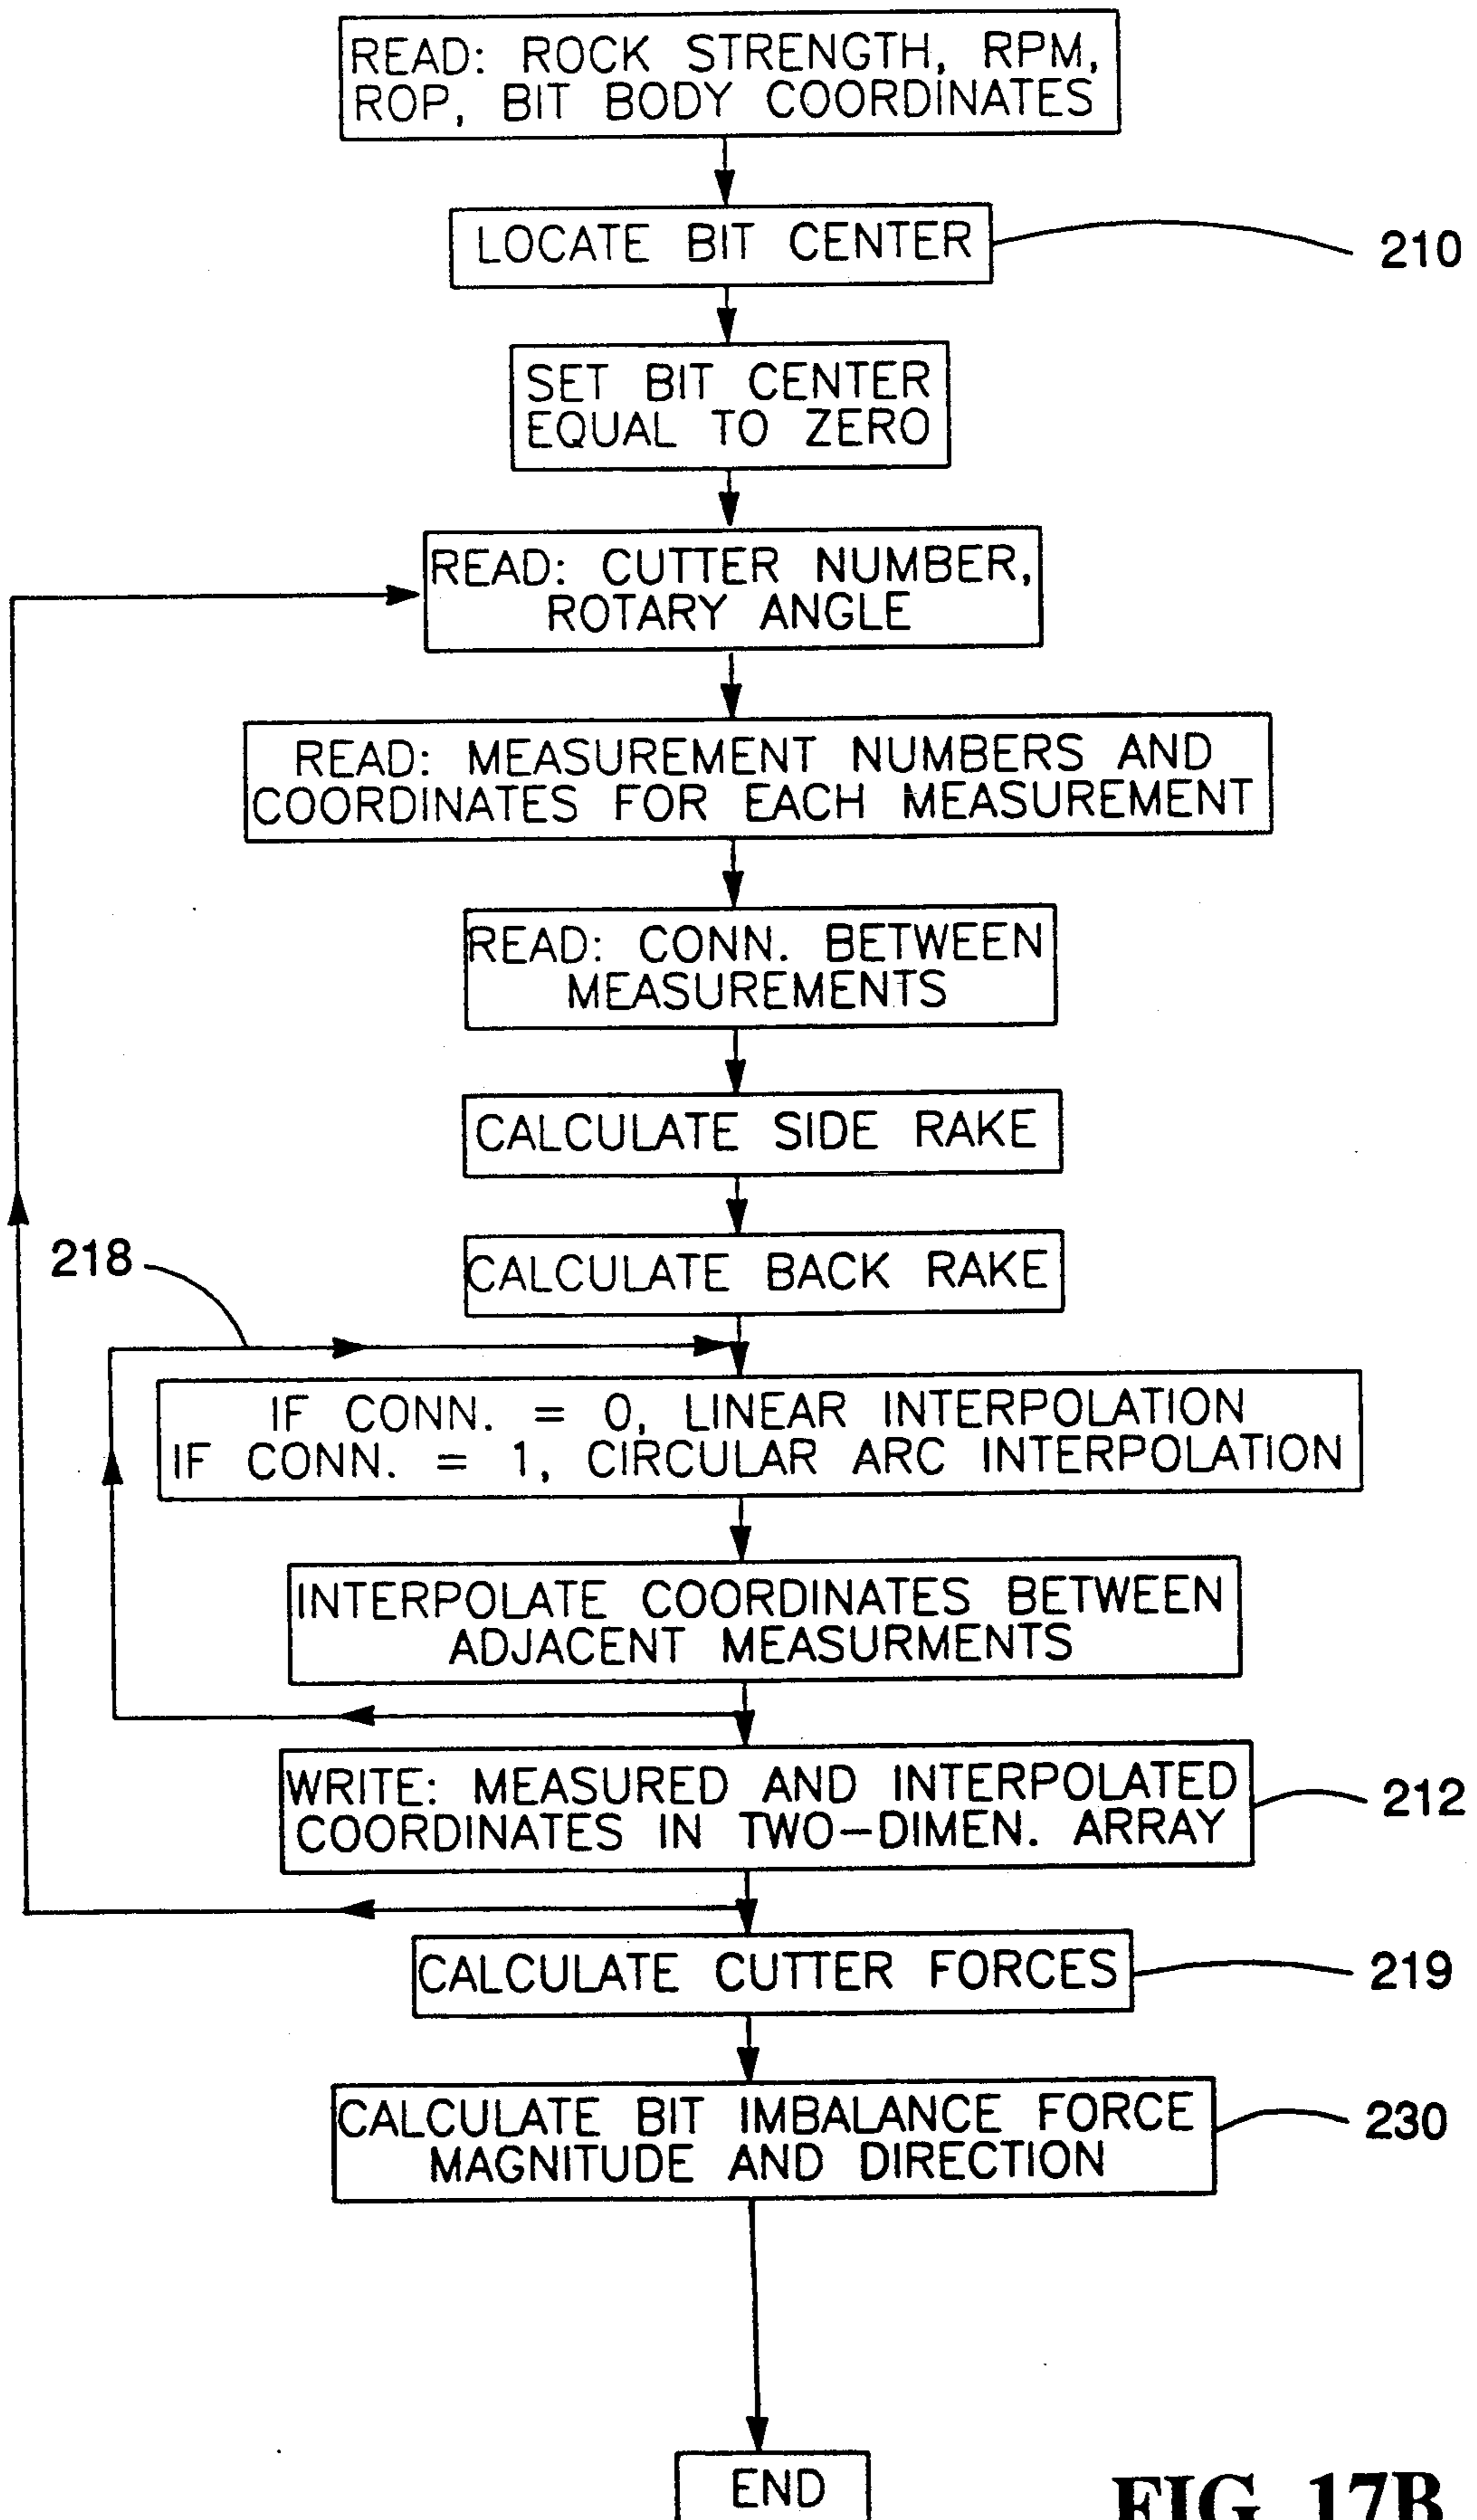 READ: ROCK STRENGTH, RPM,
ROP, BIT BODY COORDINATES
LOCATE BIT CENTER
210
SET BIT CENTER
EQUAL TO ZERO
READ: CUTTER NUMBER,
ROTARY ANGLE
READ: MEASUREMENT NUMBERS AND
COORDINATES FOR EACH MEASUREMENT
READ: CONN. BETWEEN
MEASUREMENTS
CALCULATE SIDE RAKE
218
CALCULATE BACK RAKE
IF CONN. = 0, LINEAR INTERPOLATION
IF CONN. = 1, CIRCULAR ARC INTERPOLATION
INTERPOLATE COORDINATES BETWEEN
ADJACENT MEASURMENTS
WRITE: MEASURED AND INTERPOLATED
COORDINATES IN TWO-DIMEN. ARRAY
212
CALCULATE CUTTER FORCES
219
CALCULATE BIT IMBALANCE FORCE
MAGNITUDE AND DIRECTION
230
END
FIG. 17B